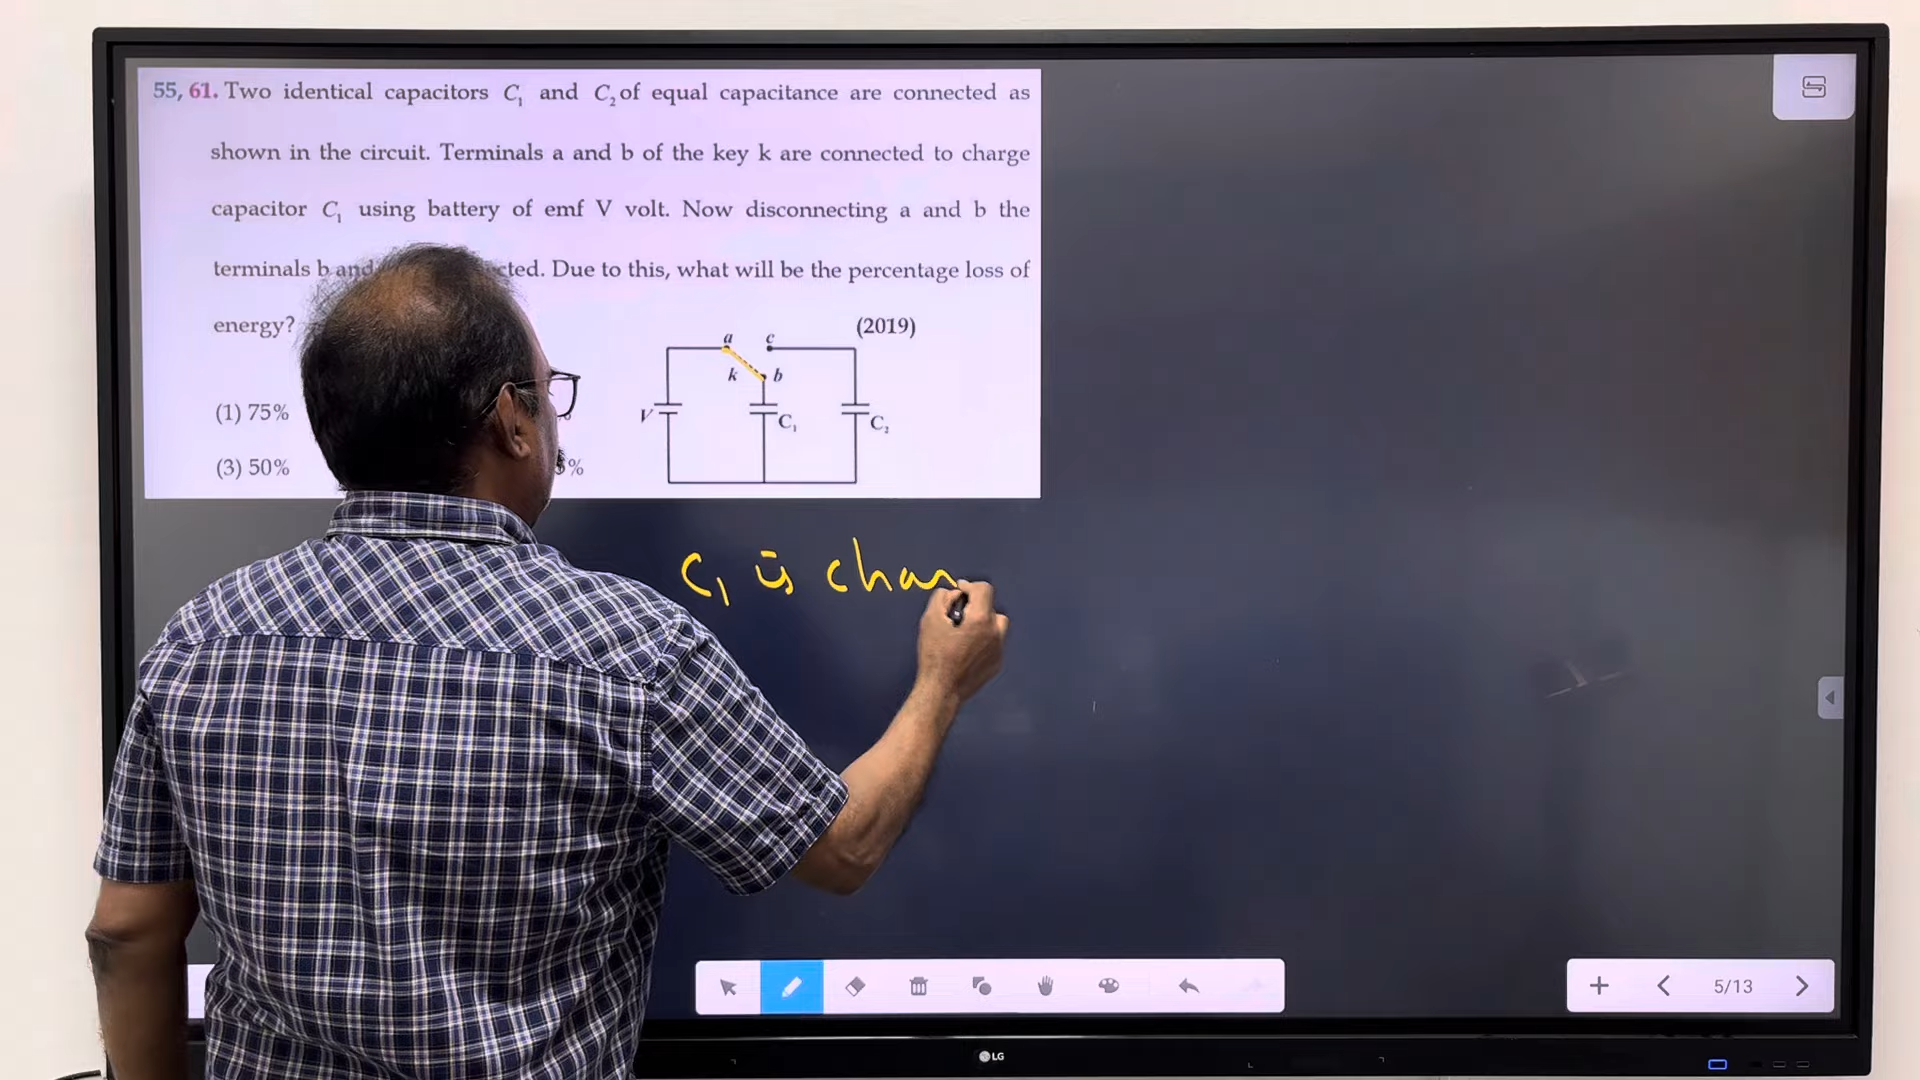 55, 61. Two identical capacitors C₁ and C₂ of equal capacitance are connected as
shown in the circuit. Terminals a and b of the key k are connected to charge
capacitor C₁ using battery of emf V volt. Now disconnecting a and b the
terminals b and cted. Due to this, what will be the percentage loss of
energy? (2019)
a c
k b
(1) 75% V C₁ C₂
(3) 50% %
C₁ is char
5/13
LG